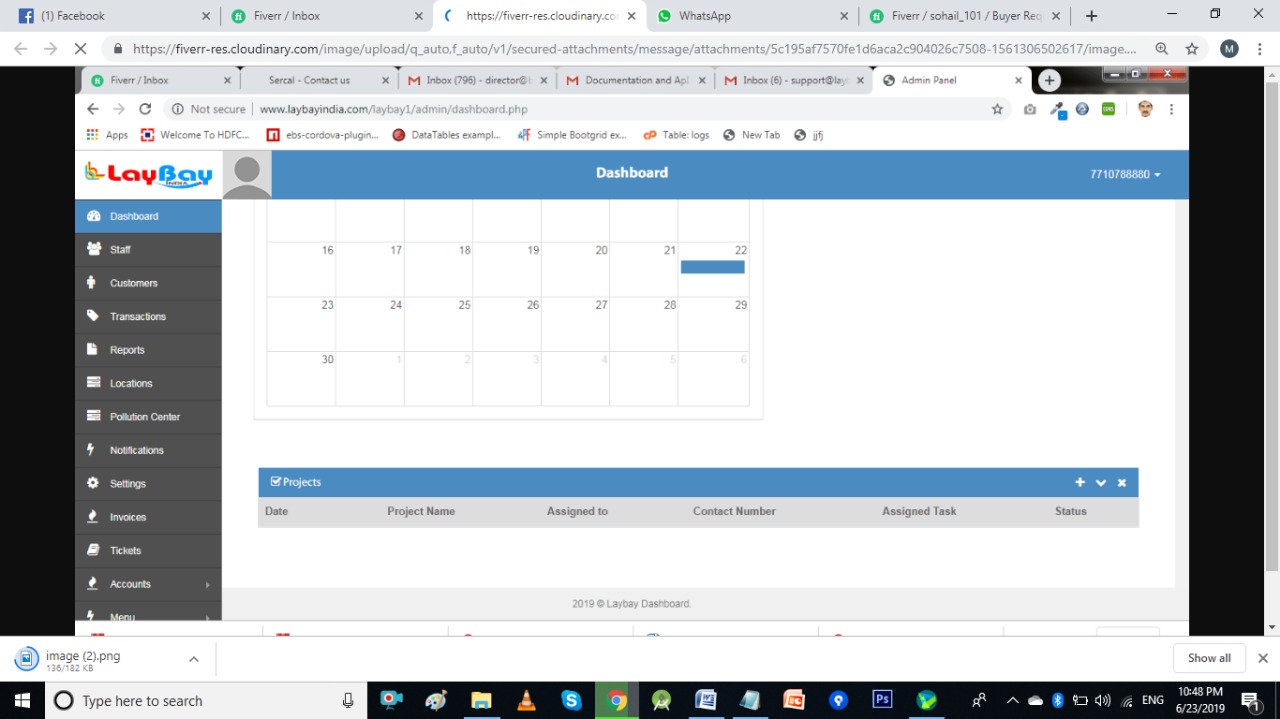 (1) Facebook
Fiverr / Inbox
https://fiverr-res.cloudinary.co
WhatsApp
Fiverr / sohail_101 / Buyer Req
https://fiverr-res.cloudinary.com/image/upload/q_auto,f_auto/v1/secured-attachments/message/attachments/5c195af7570fe1d6aca2c904026c7508-1561306502617/image....
M
Fiverr / Inbox
Sercal - Contact us
Inbox (796) - director@
Documentation and Apl
Inbox (6) - support@lay
Admin Panel
Not secure | www.laybayindia.com/laybay1/admin/dashboard.php
Apps
Welcome To HDFC...
ebs-cordova-plugin...
DataTables exampl...
Simple Bootgrid ex...
Table: logs
New Tab
jjfj
LayBay
INDIA
Dashboard
7710788880
Dashboard
Staff
Customers
Transactions
Reports
Locations
Pollution Center
Notifications
Settings
Invoices
Tickets
Accounts
Menu
16 17 18 19 20 21 22
23 24 25 26 27 28 29
30 1 2 3 4 5 6
Projects
Date Project Name Assigned to Contact Number Assigned Task Status
2019 © Laybay Dashboard.
image (2).png
136/182 KB
Show all
Type here to search
ENG
10:48 PM
6/23/2019